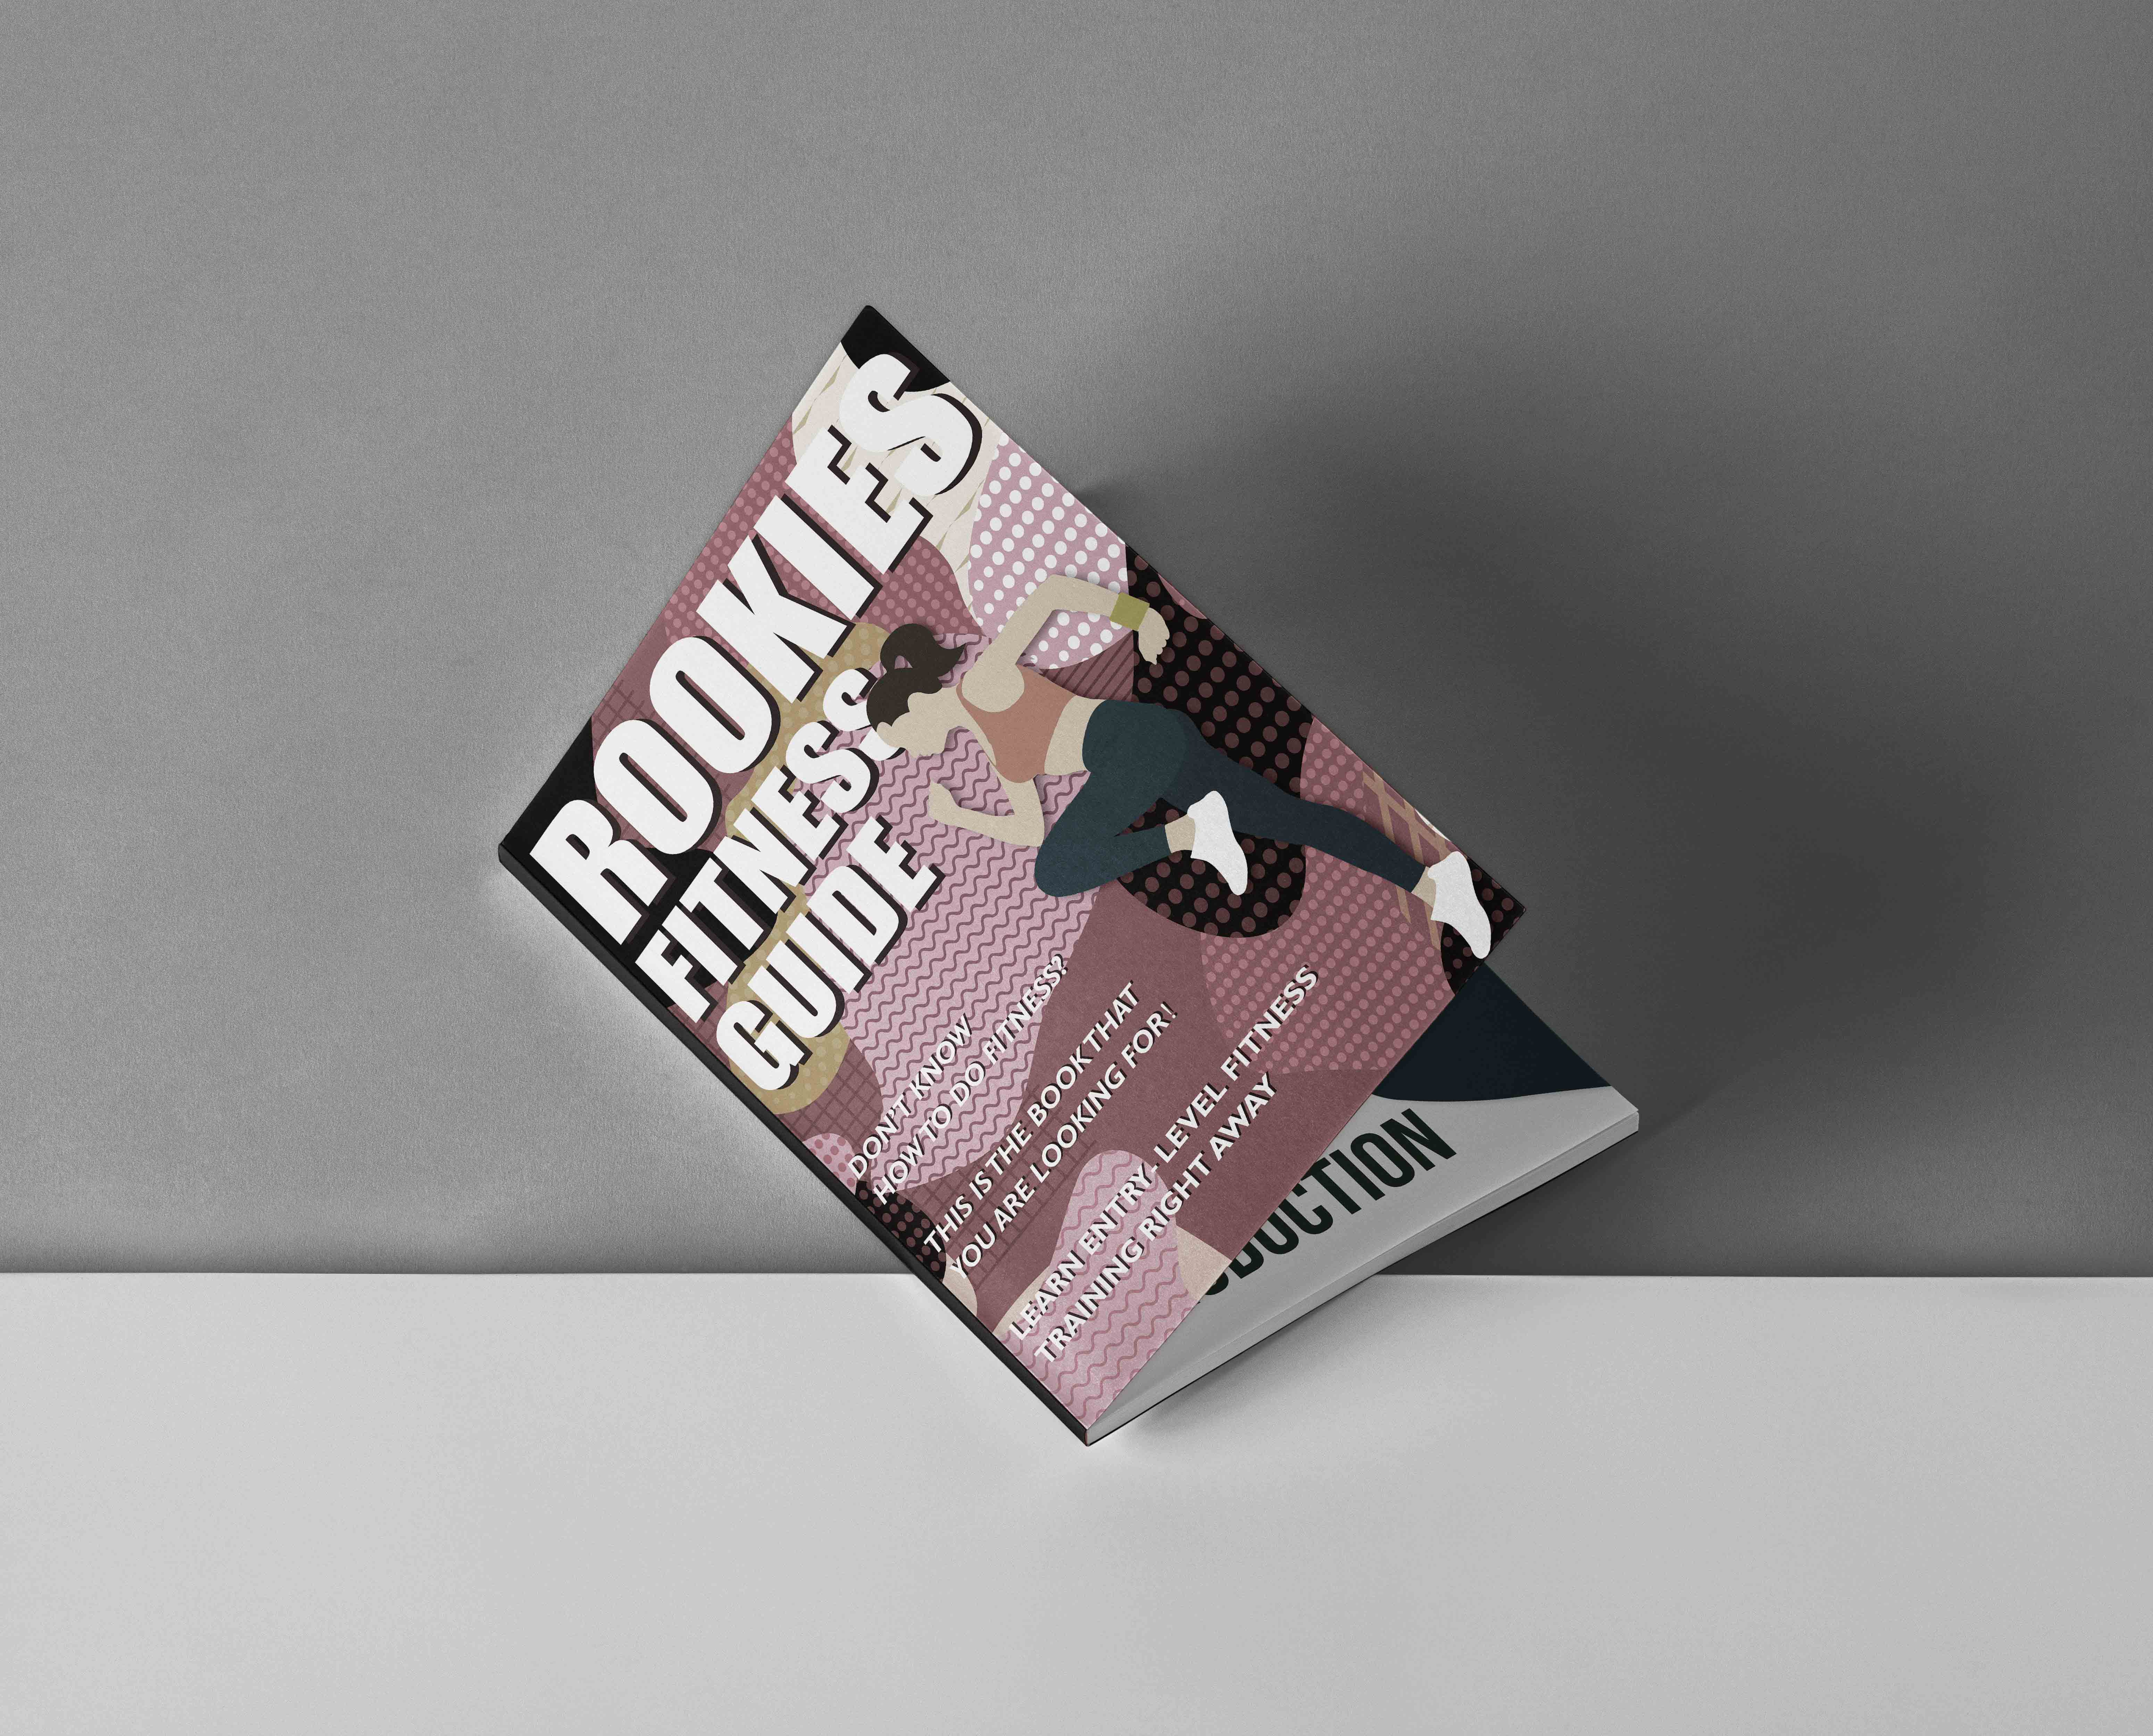 ROOKIES
FITNESS
GUIDE
DON'T KNOW
HOW TO DO FITNESS?
THIS IS THE BOOK THAT
YOU ARE LOOKING FOR!
LEARN ENTRY- LEVEL FITNESS
TRAINING RIGHT AWAY